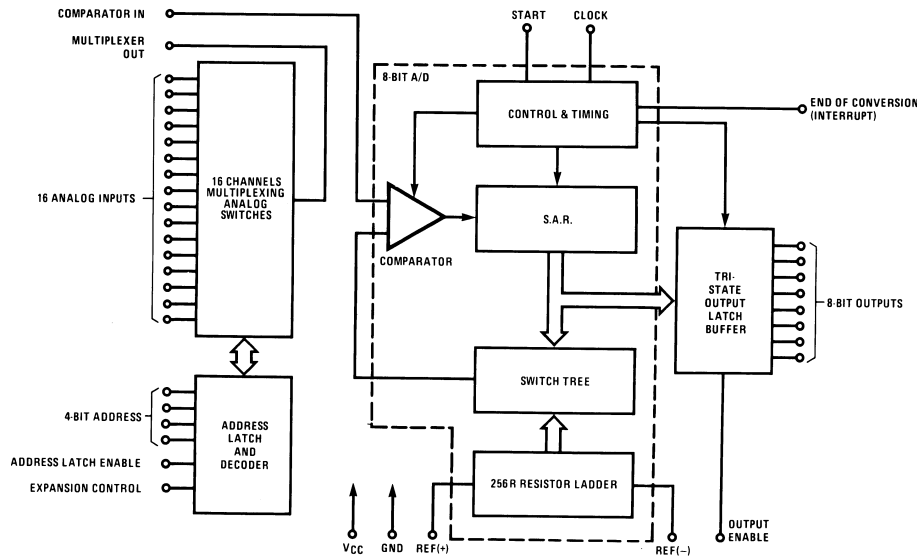 COMPARATOR IN
MULTIPLEXER
OUT
START
CLOCK
8-BIT A/D
CONTROL & TIMING
END OF CONVERSION
(INTERRUPT)
16 ANALOG INPUTS
16 CHANNELS
MULTIPLEXING
ANALOG
SWITCHES
S.A.R.
COMPARATOR
TRI-
STATE
OUTPUT
LATCH
BUFFER
8-BIT OUTPUTS
SWITCH TREE
4-BIT ADDRESS
ADDRESS
LATCH
AND
DECODER
ADDRESS LATCH ENABLE
EXPANSION CONTROL
256R RESISTOR LADDER
VCC
GND
REF(+)
REF(−)
OUTPUT
ENABLE